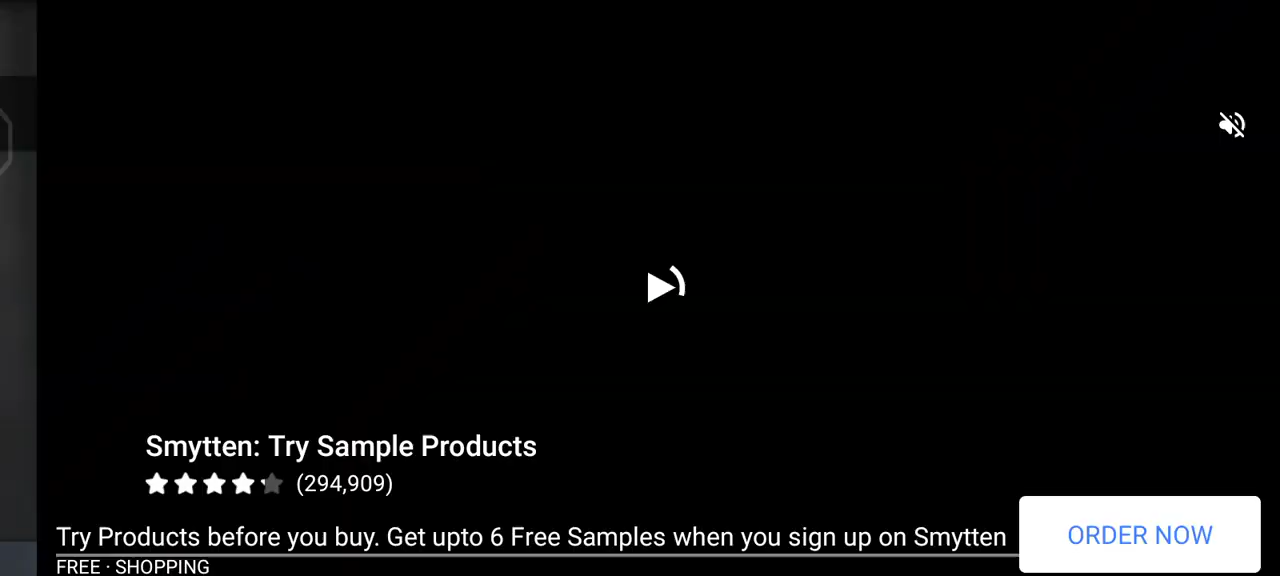 Smytten: Try Sample Products
(294,909)
Try Products before you buy. Get upto 6 Free Samples when you sign up on Smytten
ORDER NOW
FREE · SHOPPING